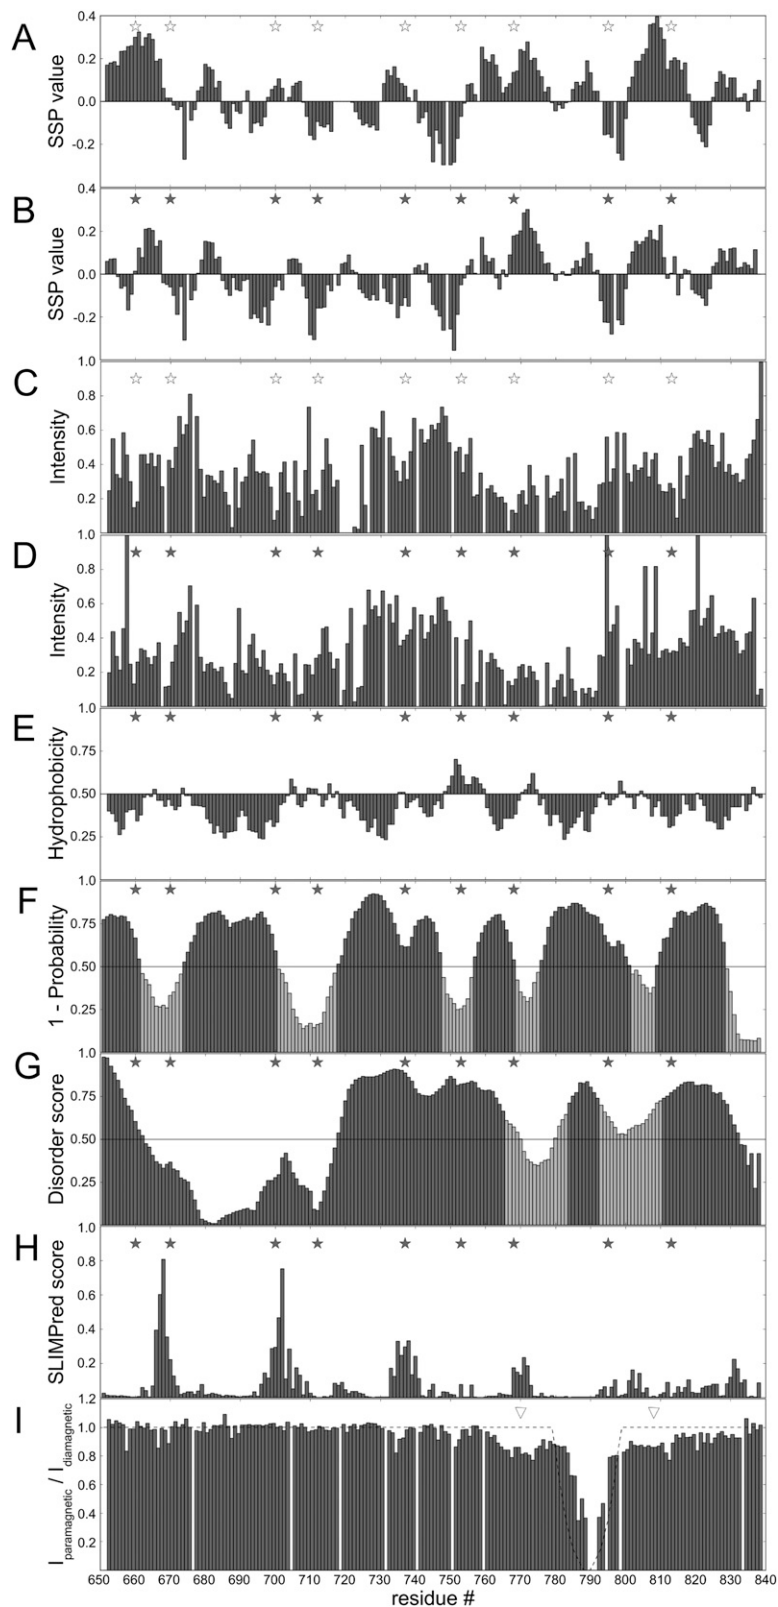 A
SSP value
0.4
0.2
0.0
-0.2
0.4
B
SSP value
0.2
0.0
-0.2
1.0
C
Intensity
0.8
0.6
0.4
0.2
1.0
D
Intensity
0.8
0.6
0.4
0.2
1.0
E
Hydrophobicity
0.75
0.50
0.25
1.0
F
1 - Probability
0.75
0.50
0.25
1.0
G
Disorder score
0.75
0.50
0.25
1.0
H
SLIMPred score
0.8
0.6
0.4
0.2
1.2
I
I paramagnetic / I diamagnetic
1.0
0.8
0.6
0.4
0.2
650 660 670 680 690 700 710 720 730 740 750 760 770 780 790 800 810 820 830 840
residue #